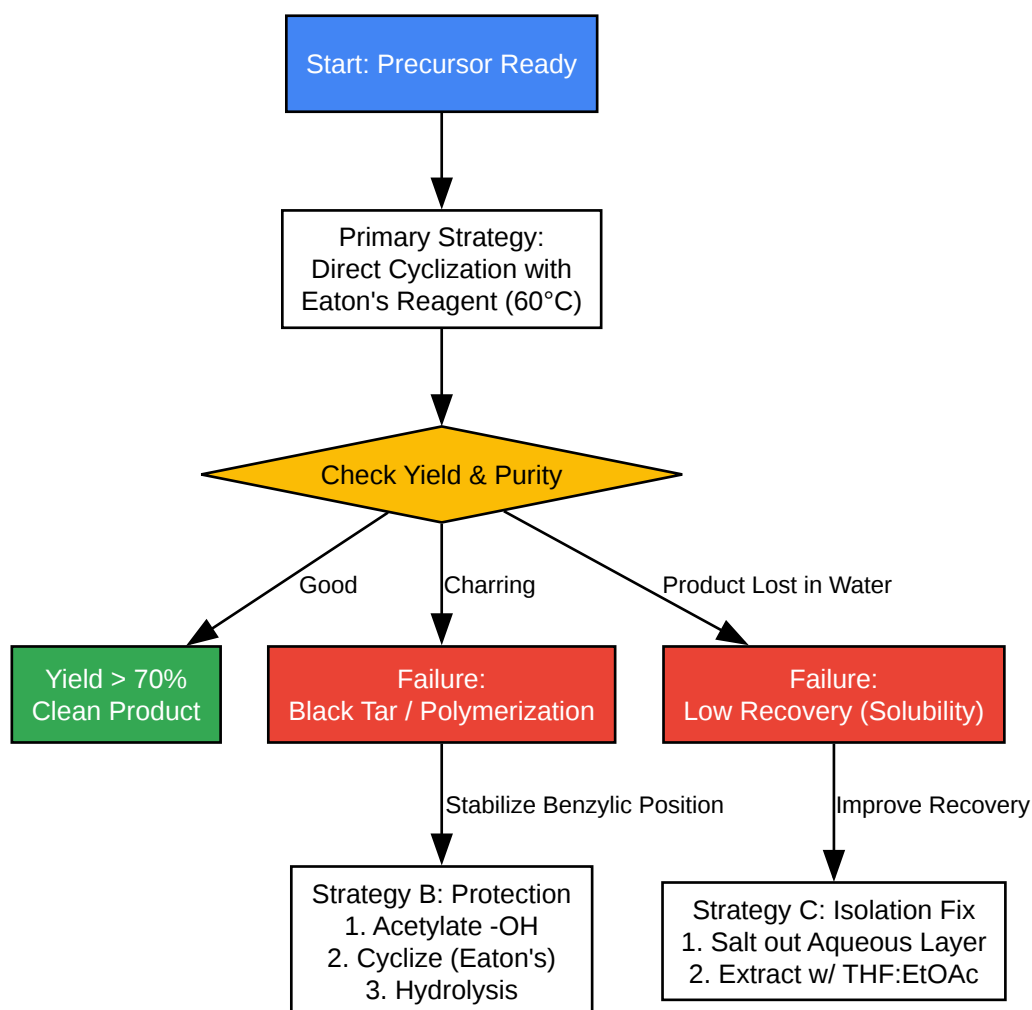 Start: Precursor Ready
Primary Strategy:
Direct Cyclization with
Eaton's Reagent (60°C)
Check Yield & Purity
Good
Charring
Product Lost in Water
Yield > 70%
Clean Product
Failure:
Black Tar / Polymerization
Failure:
Low Recovery (Solubility)
Stabilize Benzylic Position
Improve Recovery
Strategy B: Protection
1. Acetylate -OH
2. Cyclize (Eaton's)
3. Hydrolysis
Strategy C: Isolation Fix
1. Salt out Aqueous Layer
2. Extract w/ THF:EtOAc